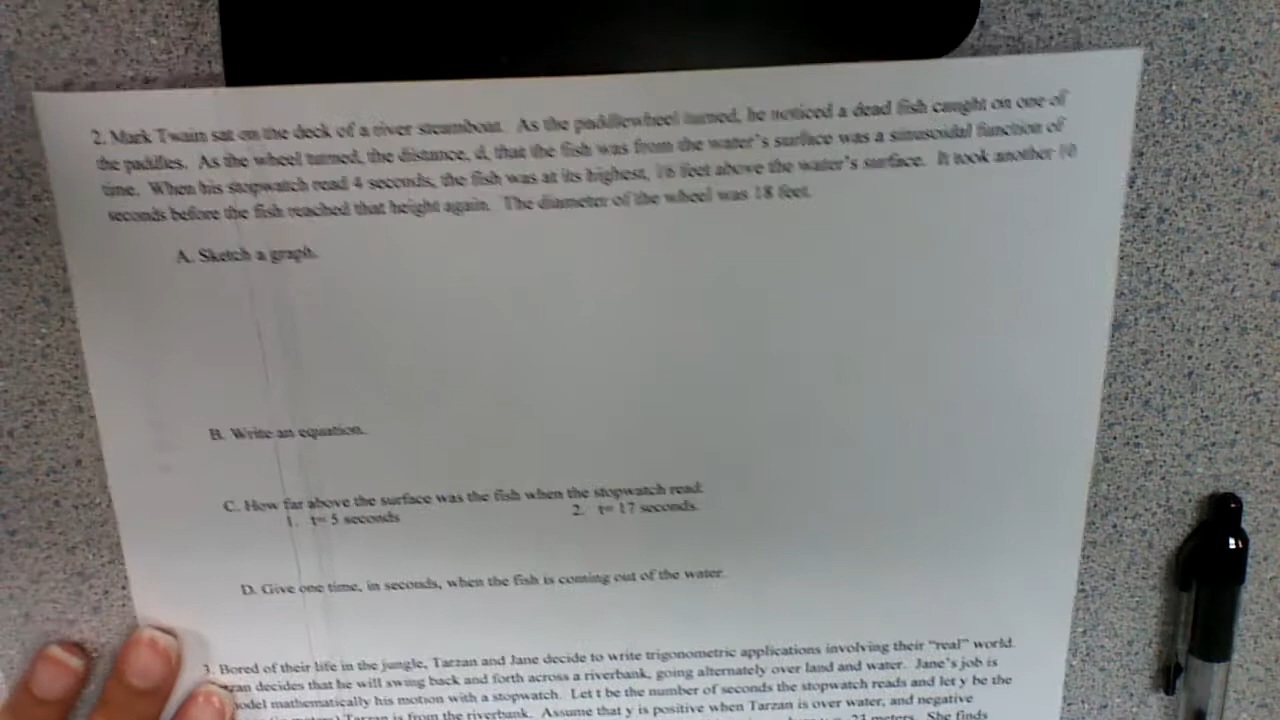 2. Mark Twain sat on the deck of a river steamboat. As the paddlewheel turned, he noticed a dead fish caught on one of
the paddles. As the wheel turned, the distance, d, that the fish was from the water's surface was a sinusoidal function of
time. When his stopwatch read 4 seconds, the fish was at its highest, 16 feet above the water's surface. It took another 10
seconds before the fish reached that height again. The diameter of the wheel was 18 feet.
A. Sketch a graph.
B. Write an equation.
C. How far above the surface was the fish when the stopwatch read:
1. t= 5 seconds 2. t= 17 seconds.
D. Give one time, in seconds, when the fish is coming out of the water.
3. Bored of their life in the jungle, Tarzan and Jane decide to write trigonometric applications involving their "real" world.
decides that he will swing back and forth across a riverbank, going alternately over land and water. Jane's job is
mathematically his motion with a stopwatch. Let t be the number of seconds the stopwatch reads and let y be the
Tarzan is from the riverbank. Assume that y is positive when Tarzan is over water, and negative
meters. She finds